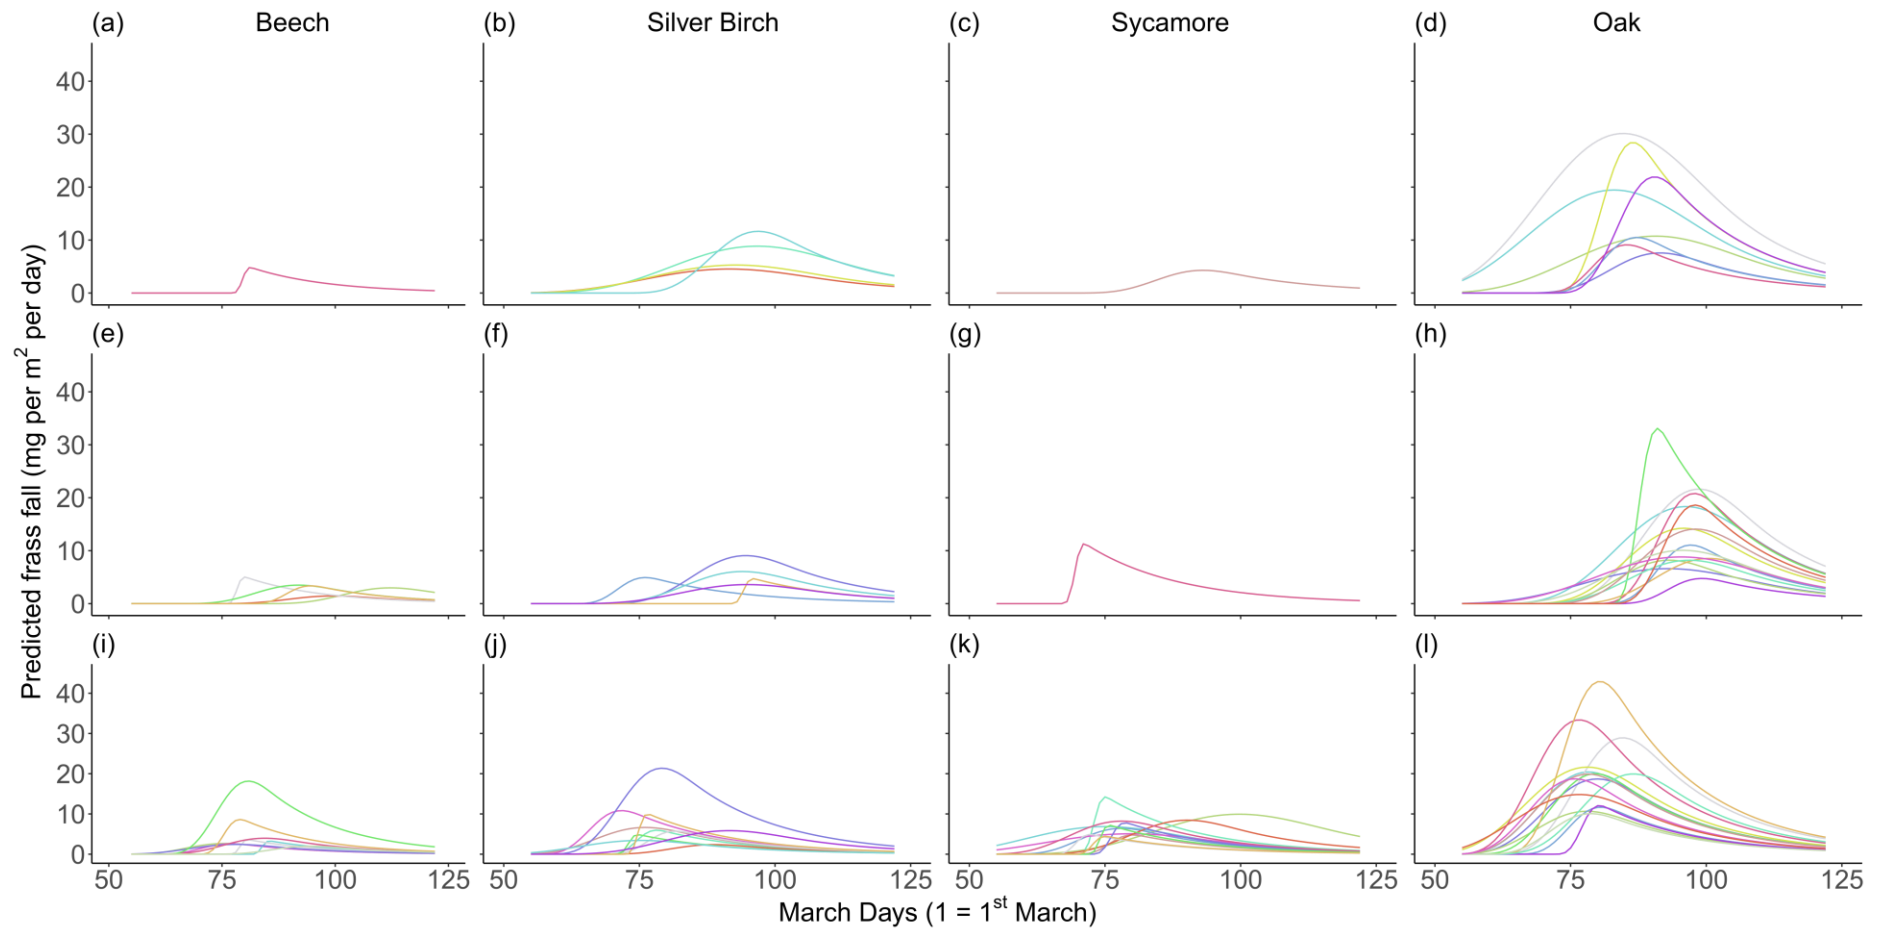 (a) Beech (b) Silver Birch (c) Sycamore (d) Oak
40
30
20
10
0
(e) (f) (g) (h)
40
30
20
10
0
(i) (j) (k) (l)
40
30
20
10
0
50 75 100 125 50 75 100 125 50 75 100 125 50 75 100 125
March Days (1 = 1st March)
Predicted frass fall (mg per m2 per day)